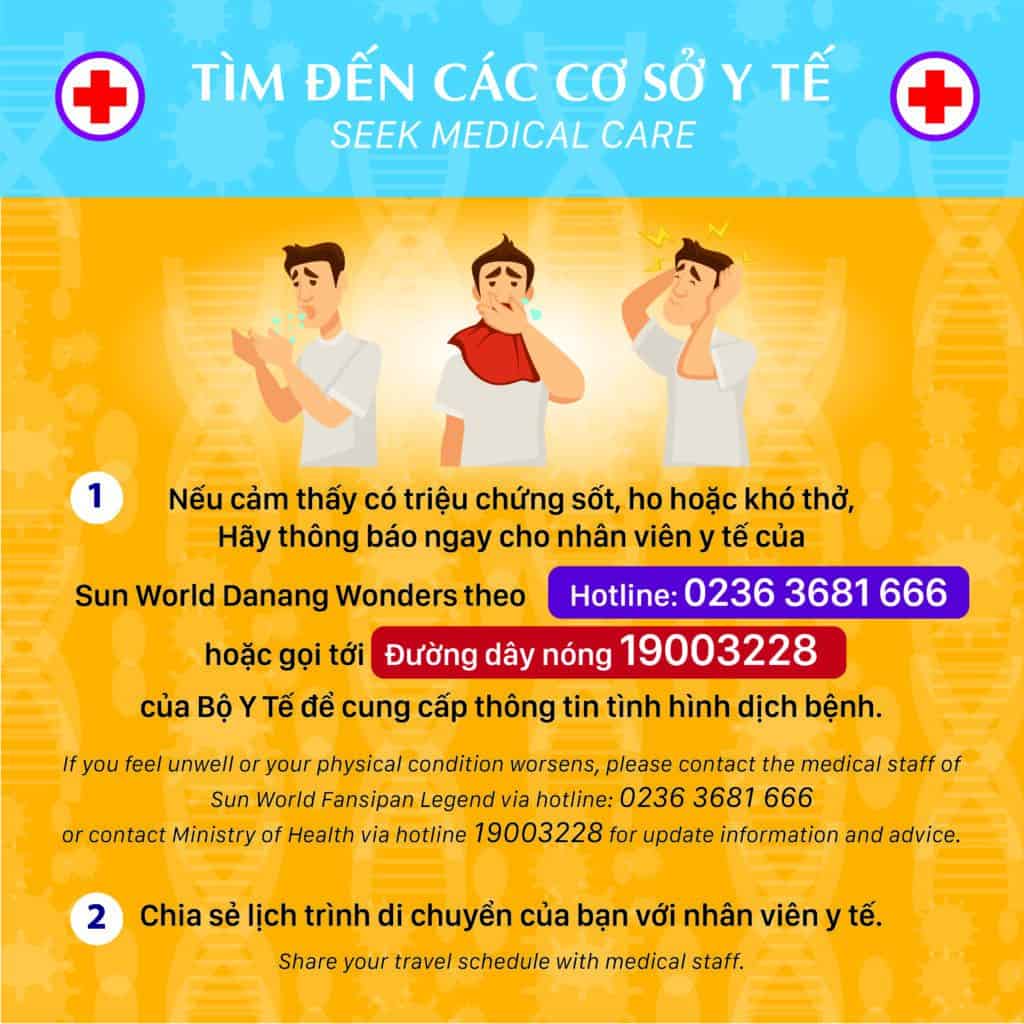 TÌM ĐẾN CÁC CƠ SỞ Y TẾ
SEEK MEDICAL CARE
1
Nếu cảm thấy có triệu chứng sốt, ho hoặc khó thở,
Hãy thông báo ngay cho nhân viên y tế của
Sun World Danang Wonders theo Hotline: 0236 3681 666
hoặc gọi tới Đường dây nóng 19003228
của Bộ Y Tế để cung cấp thông tin tình hình dịch bệnh.
If you feel unwell or your physical condition worsens, please contact the medical staff of
Sun World Fansipan Legend via hotline: 0236 3681 666
or contact Ministry of Health via hotline 19003228 for update information and advice.
2 Chia sẻ lịch trình di chuyển của bạn với nhân viên y tế.
Share your travel schedule with medical staff.